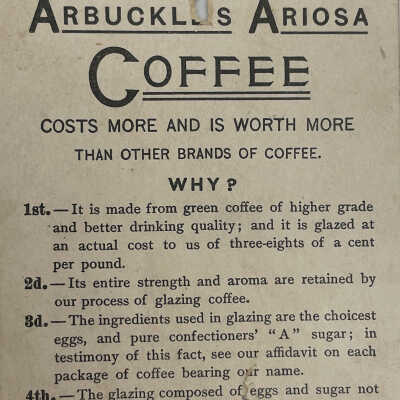 ARBUCKLES ARIOSA
COFFEE
COSTS MORE AND IS WORTH MORE
THAN OTHER BRANDS OF COFFEE.
WHY?
1st.—It is made from green coffee of higher grade
and better drinking quality; and it is glazed at
an actual cost to us of three-eights of a cent
per pound.
2d.—Its entire strength and aroma are retained by
our process of glazing coffee.
3d.—The ingredients used in glazing are the choicest
eggs, and pure confectioners' "A" sugar; in
testimony of this fact, see our affidavit on each
package of coffee bearing our name.
4th.—The glazing composed of eggs and sugar not